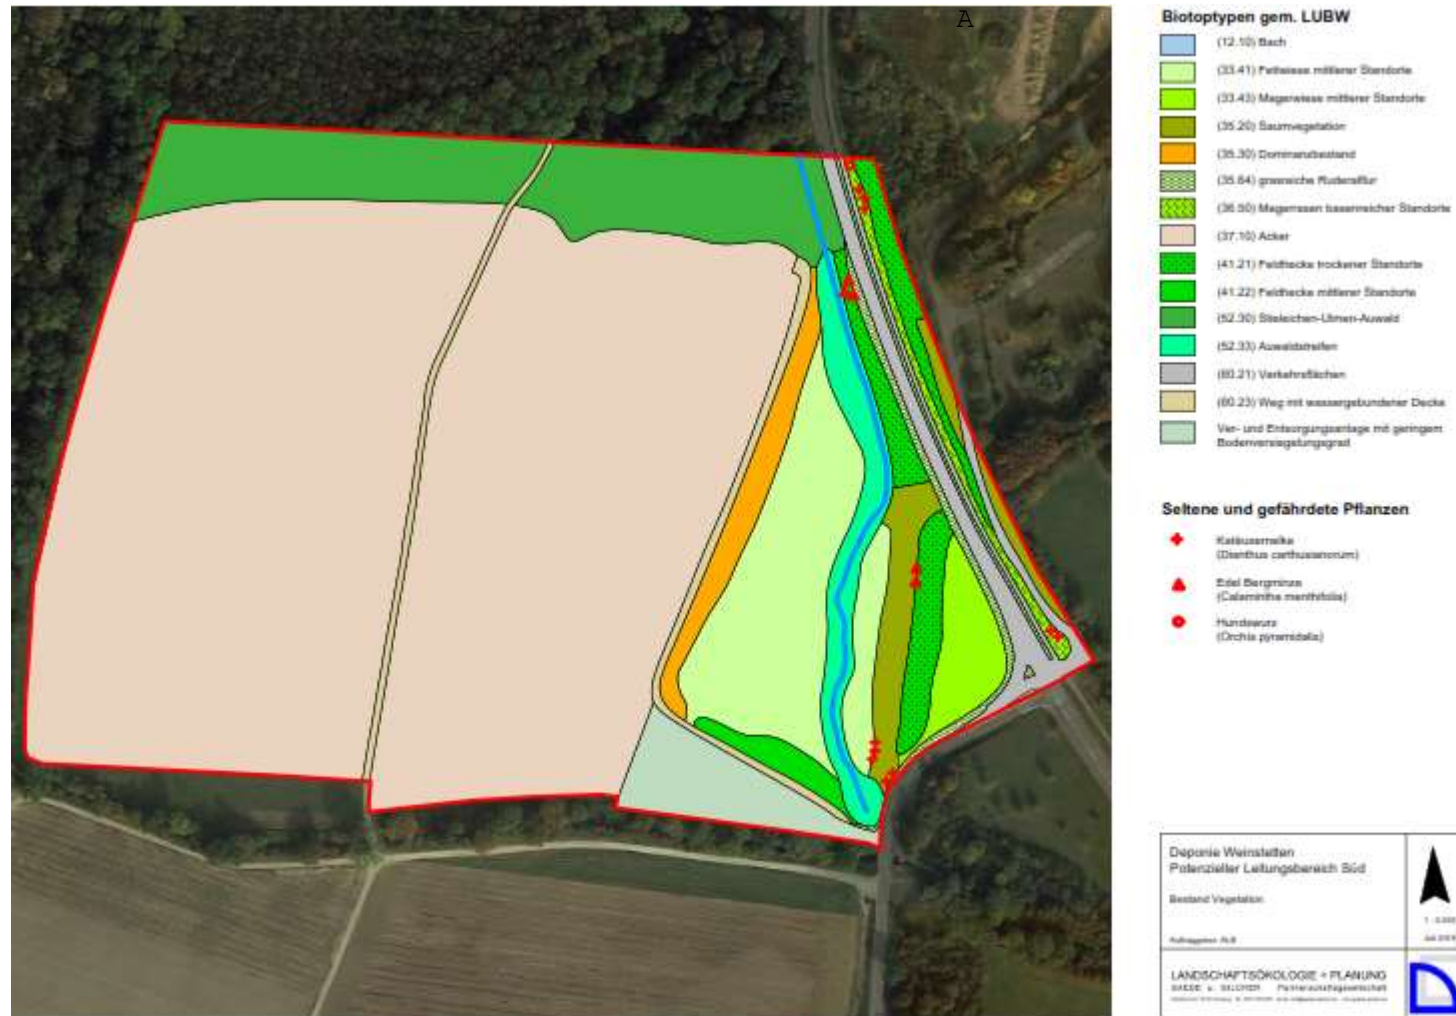 A
Biotoptypen gem. LUBW
(12.10) Bach
(33.41) Fettwiese mittlerer Standorte
(33.43) Magerwiese mittlerer Standorte
(35.20) Saumvegetation
(35.30) Dominanzbestand
(35.64) grasreiche Ruderalflur
(36.50) Magerrasen basenreicher Standorte
(37.10) Acker
(41.21) Feldhecke trockener Standorte
(41.22) Feldhecke mittlerer Standorte
(52.30) Stieleichen-Ulmen-Auwald
(52.33) Auwaldstreifen
(60.21) Verkehrsflächen
(60.23) Weg mit wassergebundener Decke
Ver- und Entsorgungsanlage mit geringem
Bodenversiegelungsgrad
Seltene und gefährdete Pflanzen
Katäusernelke
(Dianthus carthusianorum)
Edel Bergminze
(Calamintha menthifolia)
Hundswurz
(Orchis pyramidalis)
Deponie Weinstetten
Potenzieller Leitungsbereich Süd
Bestand Vegetation
LANDSCHAFTSÖKOLOGIE + PLANUNG
Partnerschaftsgesellschaft